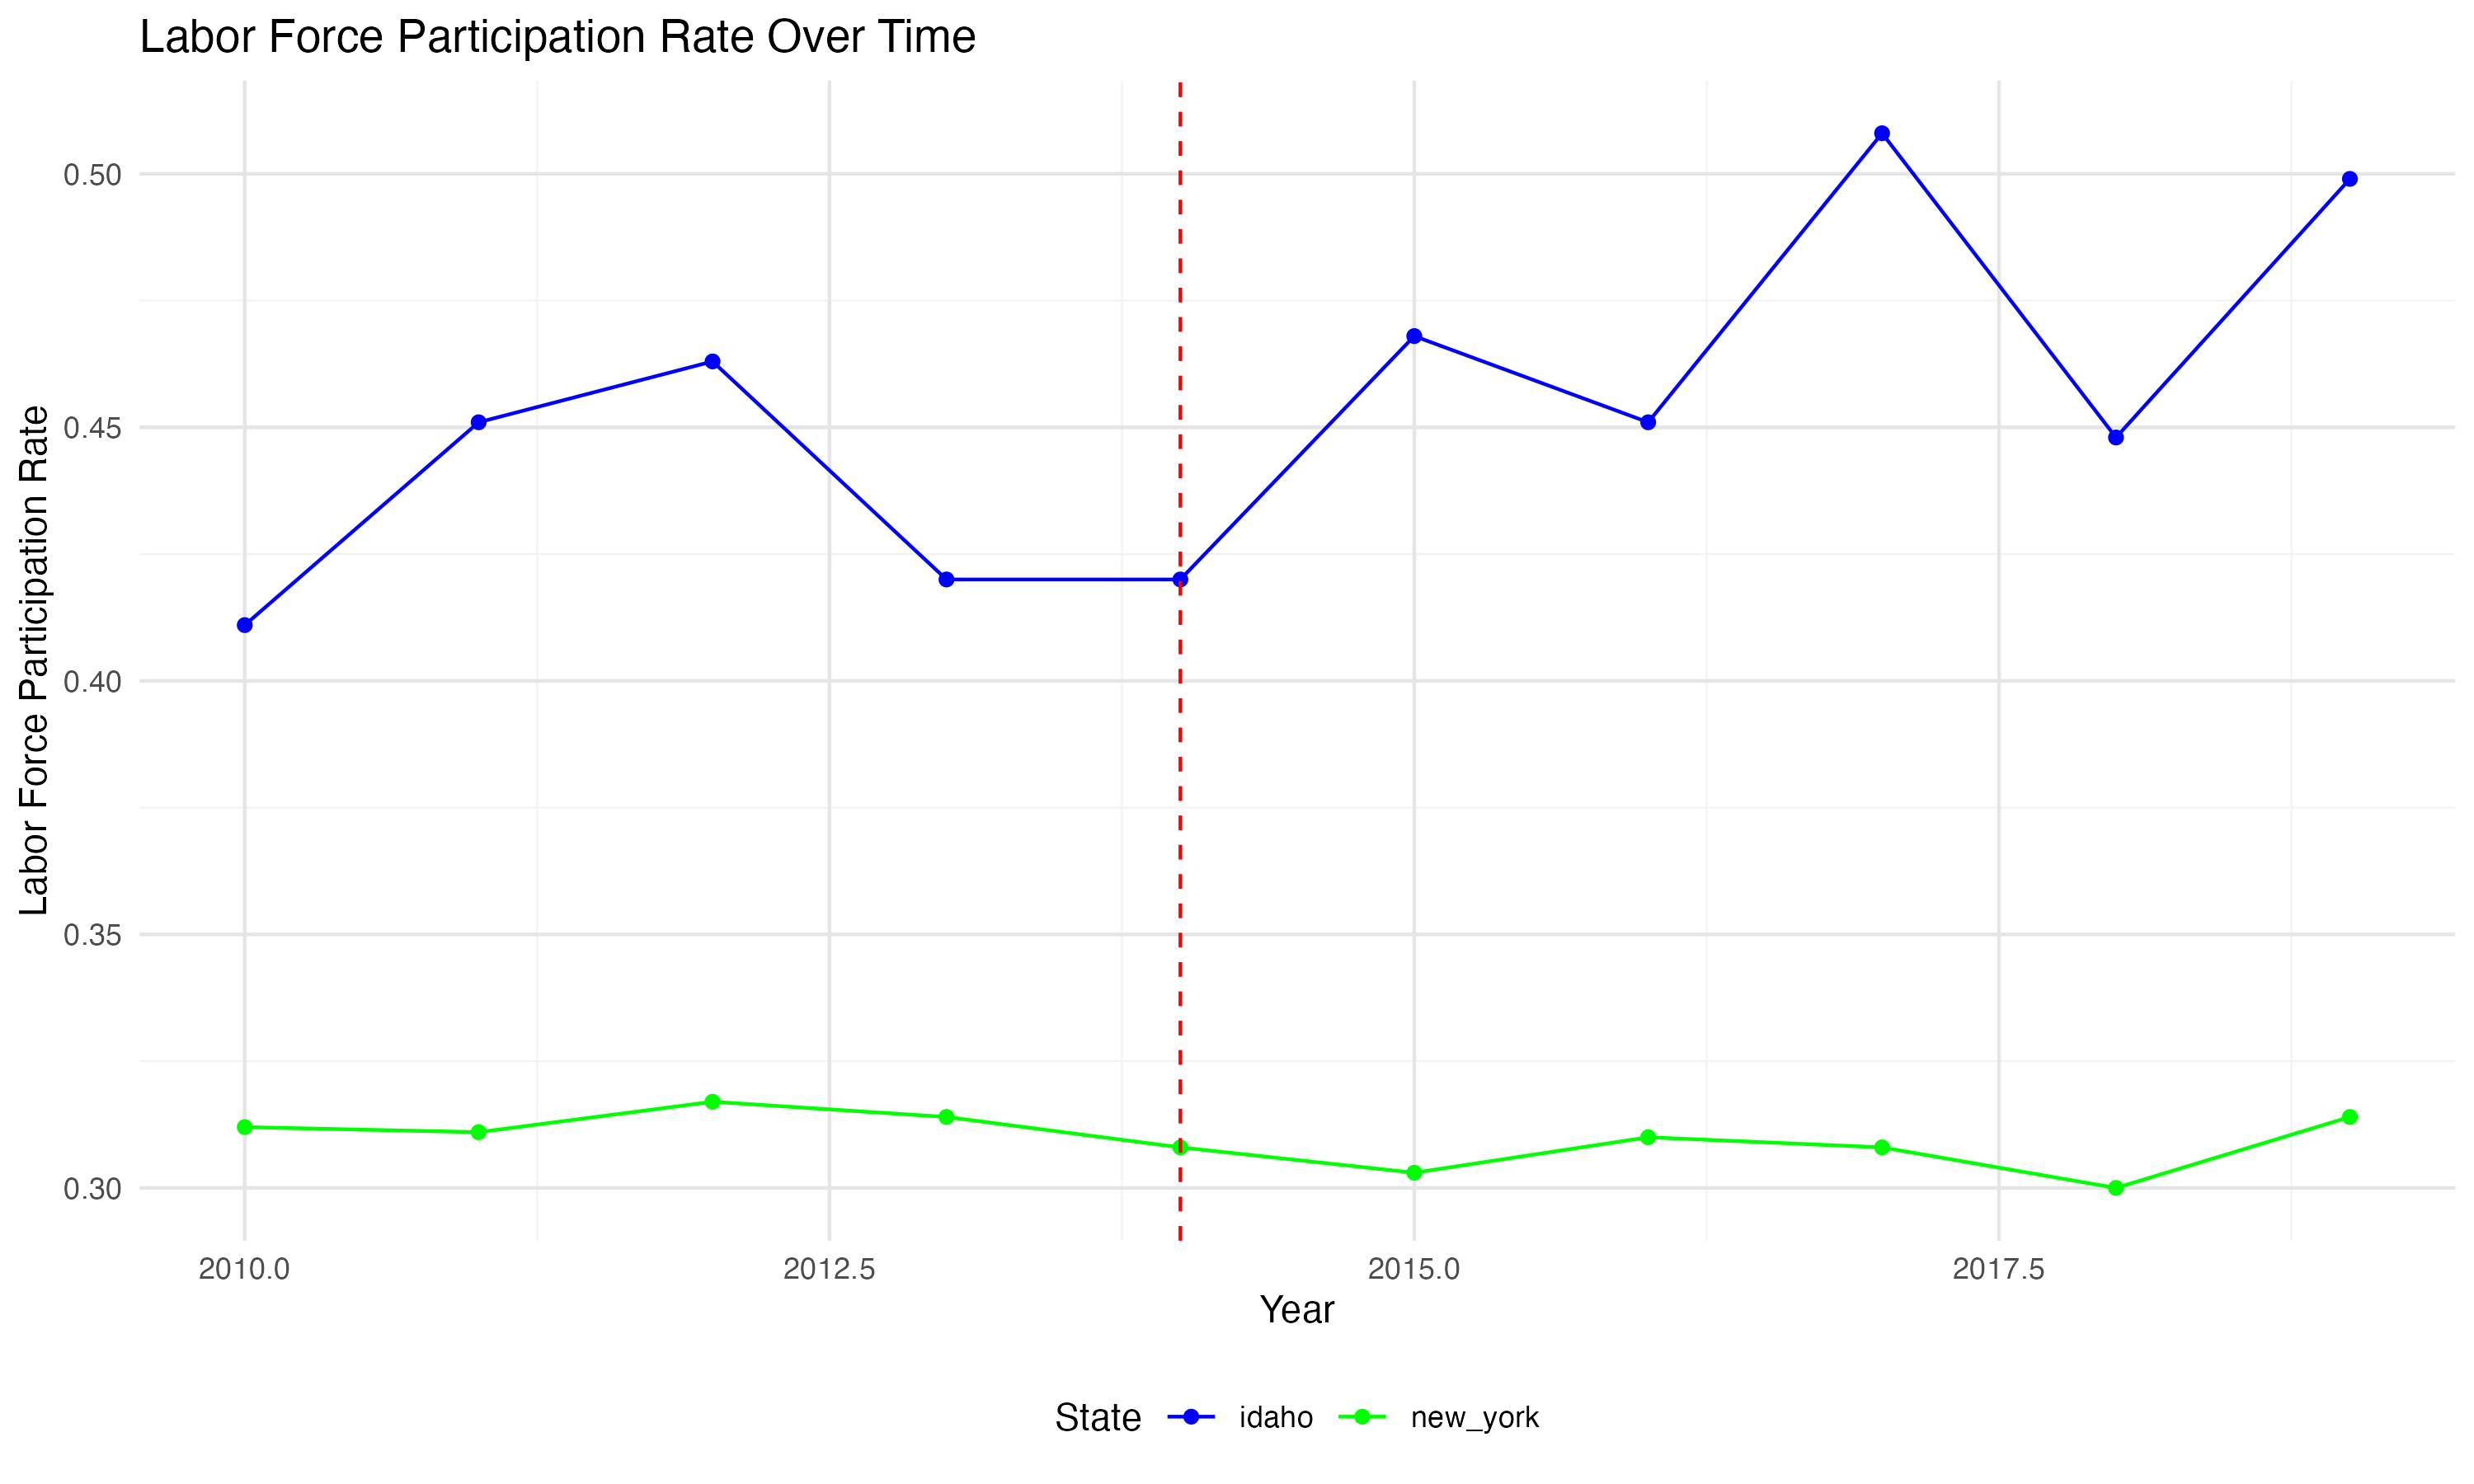 Labor Force Participation Rate Over Time
Labor Force Participation Rate
0.50
0.45
0.40
0.35
0.30
2010.0 2012.5 2015.0 2017.5
Year
State idaho new_york